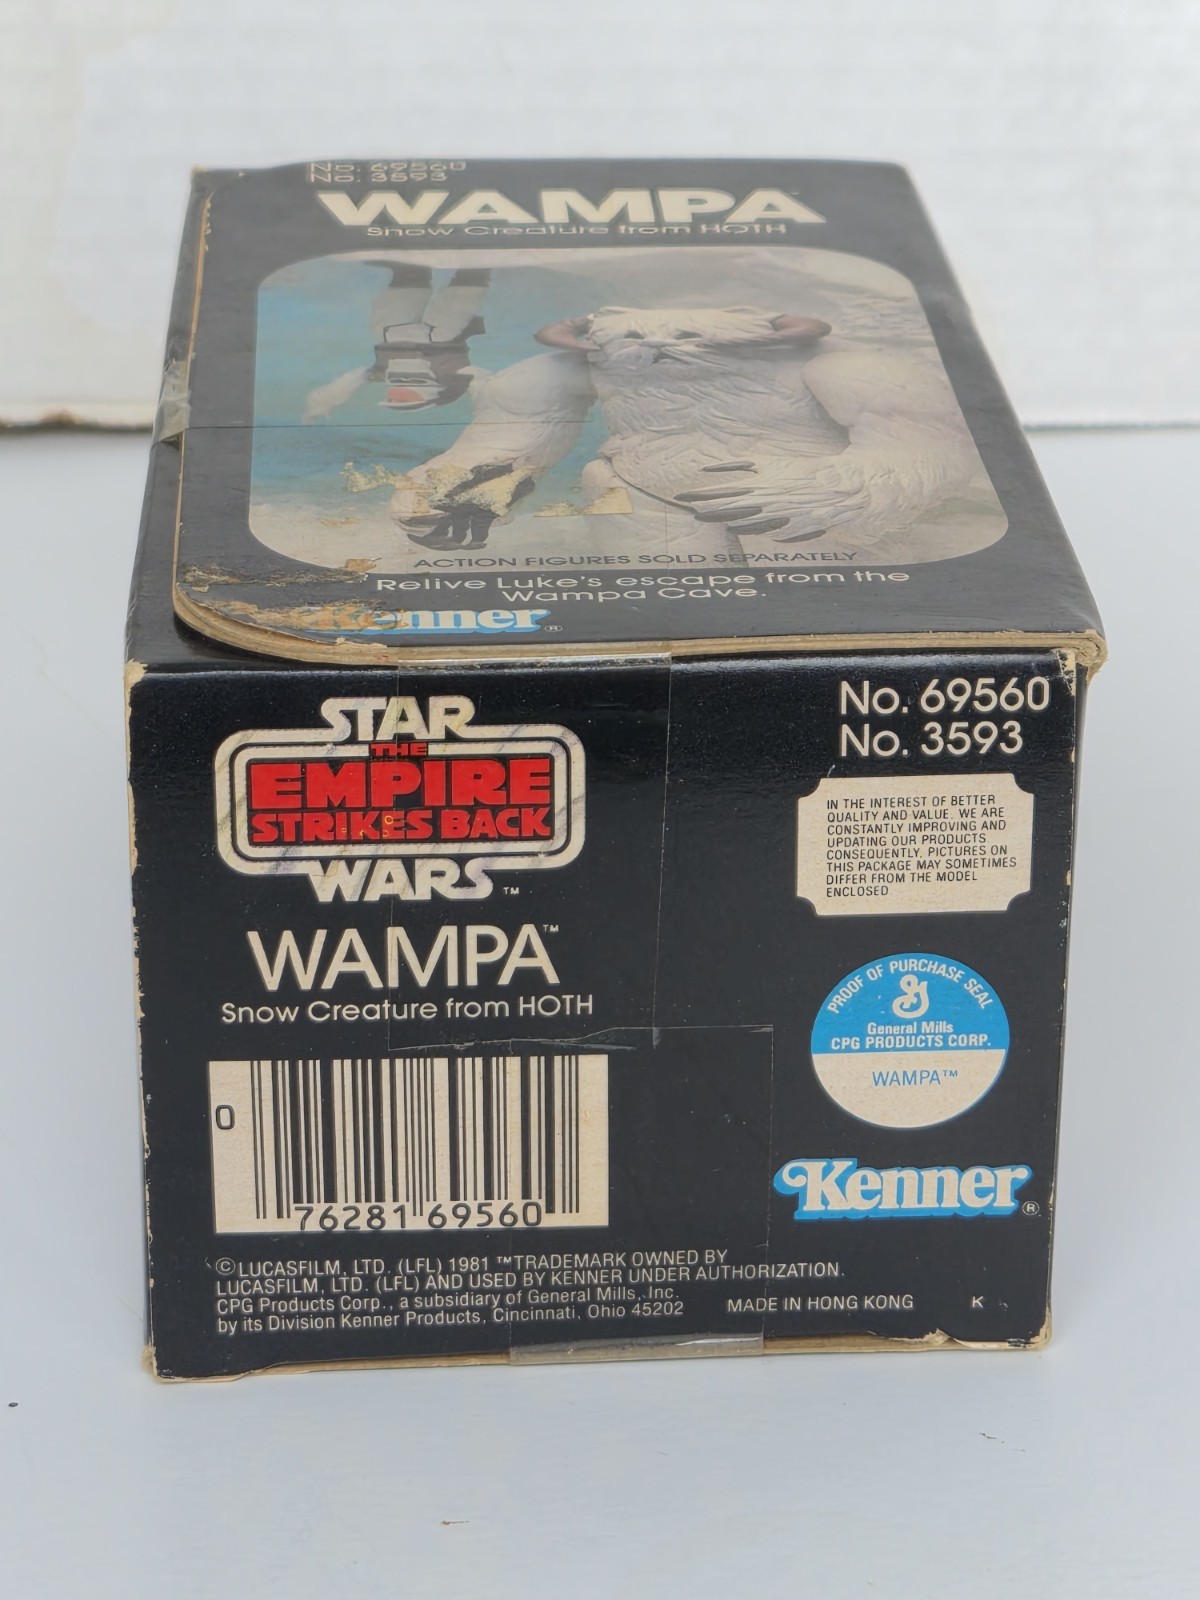 No. 69560
No. 3593
WAMPA
Snow Creature from HOTH
ACTION FIGURES SOLD SEPARATELY
Relive Luke's escape from the
Wampa Cave.
Kenner®
STAR
THE
EMPIRE
STRIKES BACK
WARS™
WAMPA™
Snow Creature from HOTH
0
76281 69560
No. 69560
No. 3593
IN THE INTEREST OF BETTER
QUALITY AND VALUE. WE ARE
CONSTANTLY IMPROVING AND
UPDATING OUR PRODUCTS
CONSEQUENTLY, PICTURES ON
THIS PACKAGE MAY SOMETIMES
DIFFER FROM THE MODEL
ENCLOSED
PROOF OF PURCHASE SEAL
G
General Mills
CPG PRODUCTS CORP.
WAMPA™
Kenner®
©LUCASFILM, LTD. (LFL) 1981 ™TRADEMARK OWNED BY
LUCASFILM, LTD. (LFL) AND USED BY KENNER UNDER AUTHORIZATION.
CPG Products Corp., a subsidiary of General Mills, Inc.
by its Division Kenner Products, Cincinnati, Ohio 45202
MADE IN HONG KONG
K